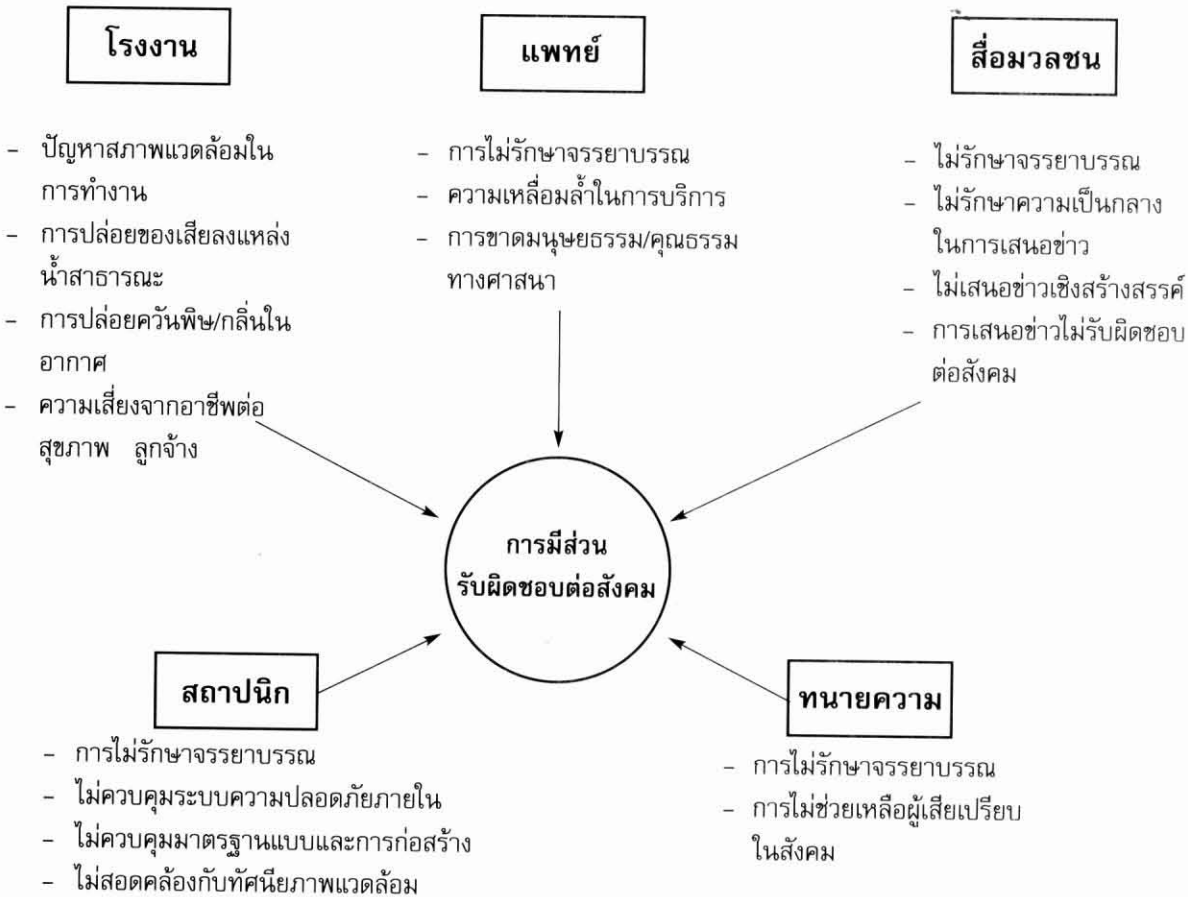 โรงงาน
- ปัญหาสภาพแวดล้อมใน
การทำงาน
- การปล่อยของเสียลงแหล่ง
น้ำสาธารณะ
- การปล่อยควันพิษ/กลิ่นใน
อากาศ
- ความเสี่ยงจากอาชีพต่อ
สุขภาพ ลูกจ้าง
แพทย์
- การไม่รักษาจรรยาบรรณ
- ความเหลื่อมล้ำในการบริการ
- การขาดมนุษยธรรม/คุณธรรม
ทางศาสนา
สื่อมวลชน
- ไม่รักษาจรรยาบรรณ
- ไม่รักษาความเป็นกลาง
ในการเสนอข่าว
- ไม่เสนอข่าวเชิงสร้างสรรค์
- การเสนอข่าวไม่รับผิดชอบ
ต่อสังคม
การมีส่วน
รับผิดชอบต่อสังคม
สถาปนิก
- การไม่รักษาจรรยาบรรณ
- ไม่ควบคุมระบบความปลอดภัยภายใน
- ไม่ควบคุมมาตรฐานแบบและการก่อสร้าง
- ไม่สอดคล้องกับทัศนียภาพแวดล้อม
ทนายความ
- การไม่รักษาจรรยาบรรณ
- การไม่ช่วยเหลือผู้เสียเปรียบ
ในสังคม